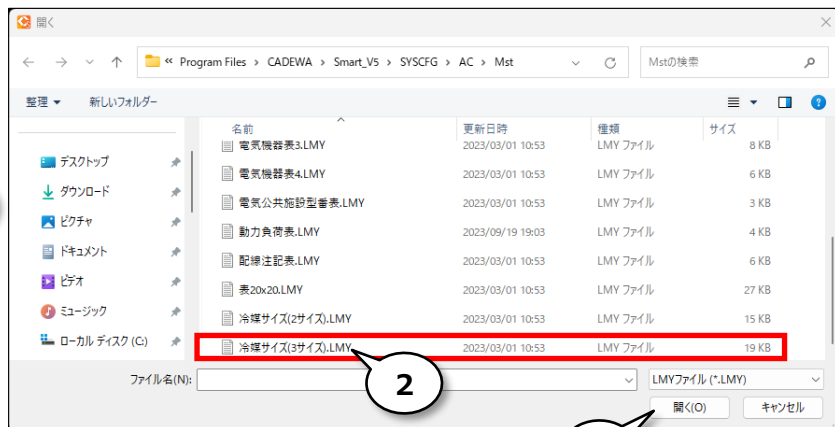 開く
« Program Files > CADEWA > Smart_V5 > SYSCFG > AC > Mst
Mstの検索
整理 新しいフォルダー
名前 更新日時 種類 サイズ
電気機器表3.LMY 2023/03/01 10:53 LMY ファイル 8 KB
電気機器表4.LMY 2023/03/01 10:53 LMY ファイル 6 KB
電気公共施設型番表.LMY 2023/03/01 10:53 LMY ファイル 3 KB
動力負荷表.LMY 2023/09/19 19:03 LMY ファイル 4 KB
配線注記表.LMY 2023/03/01 10:53 LMY ファイル 6 KB
表20x20.LMY 2023/03/01 10:53 LMY ファイル 27 KB
冷媒サイズ(2サイズ).LMY 2023/03/01 10:53 LMY ファイル 15 KB
冷媒サイズ(3サイズ).LMY 2023/03/01 10:53 LMY ファイル 19 KB
デスクトップ
ダウンロード
ピクチャ
ドキュメント
ビデオ
ミュージック
ローカル ディスク (C:)
2
ファイル名(N):
LMYファイル (*.LMY)
開く(O) キャンセル